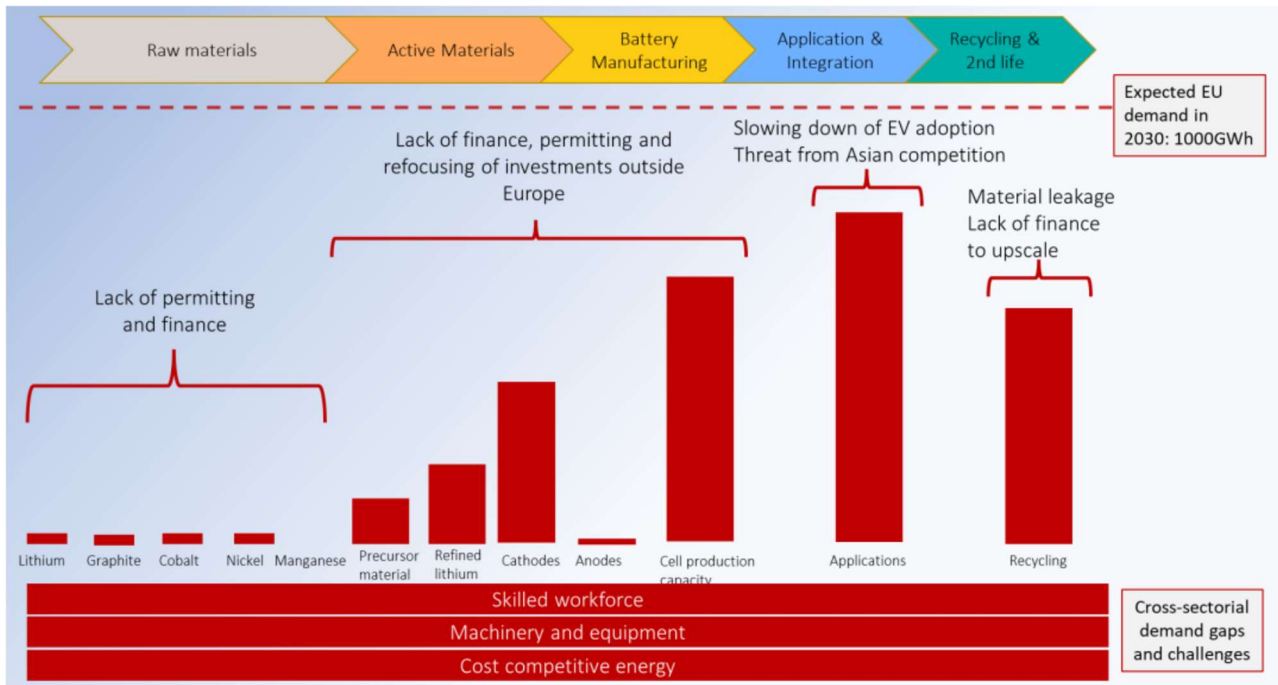 Raw materials
Active Materials
Battery
Manufacturing
Application &
Integration
Recycling &
2nd life
Expected EU
demand in
2030: 1000GWh
Lack of finance, permitting and
refocusing of investments outside
Europe
Slowing down of EV adoption
Threat from Asian competition
Material leakage
Lack of finance
to upscale
Lack of permitting
and finance
Lithium
Graphite
Cobalt
Nickel
Manganese
Precursor
material
Refined
lithium
Cathodes
Anodes
Cell production
capacity
Applications
Recycling
Skilled workforce
Machinery and equipment
Cost competitive energy
Cross-sectorial
demand gaps
and challenges